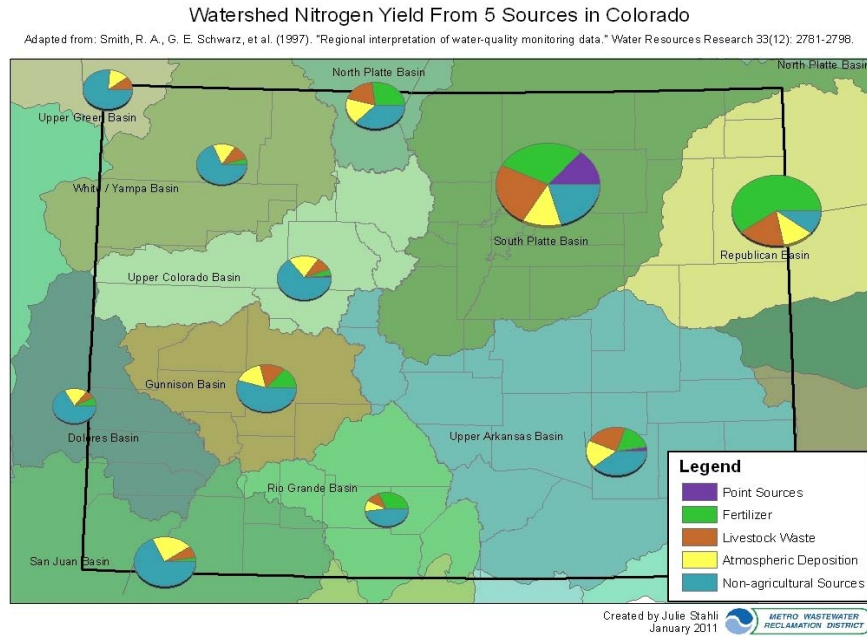 Watershed Nitrogen Yield From 5 Sources in Colorado
Adapted from: Smith, R. A., G. E. Schwarz, et al. (1997). "Regional interpretation of water-quality monitoring data." Water Resources Research 33(12): 2781-2798.
North Platte Basin
North Platte Basin
Upper Green Basin
White / Yampa Basin
South Platte Basin
Republican Basin
Upper Colorado Basin
Gunnison Basin
Dolores Basin
Upper Arkansas Basin
Rio Grande Basin
San Juan Basin
Legend
Point Sources
Fertilizer
Livestock Waste
Atmospheric Deposition
Non-agricultural Sources
Created by Julie Stahli
January 2011
METRO WASTEWATER
RECLAMATION DISTRICT